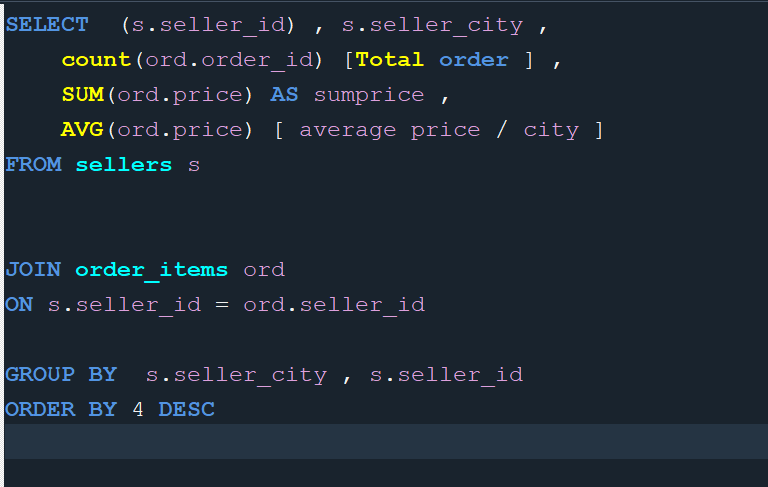 SELECT  (s.seller_id) , s.seller_city ,
    count(ord.order_id) [Total order ] ,
    SUM(ord.price) AS sumprice ,
    AVG(ord.price) [ average price / city ]
FROM sellers s
JOIN order_items ord
ON s.seller_id = ord.seller_id
GROUP BY  s.seller_city , s.seller_id
ORDER BY 4 DESC